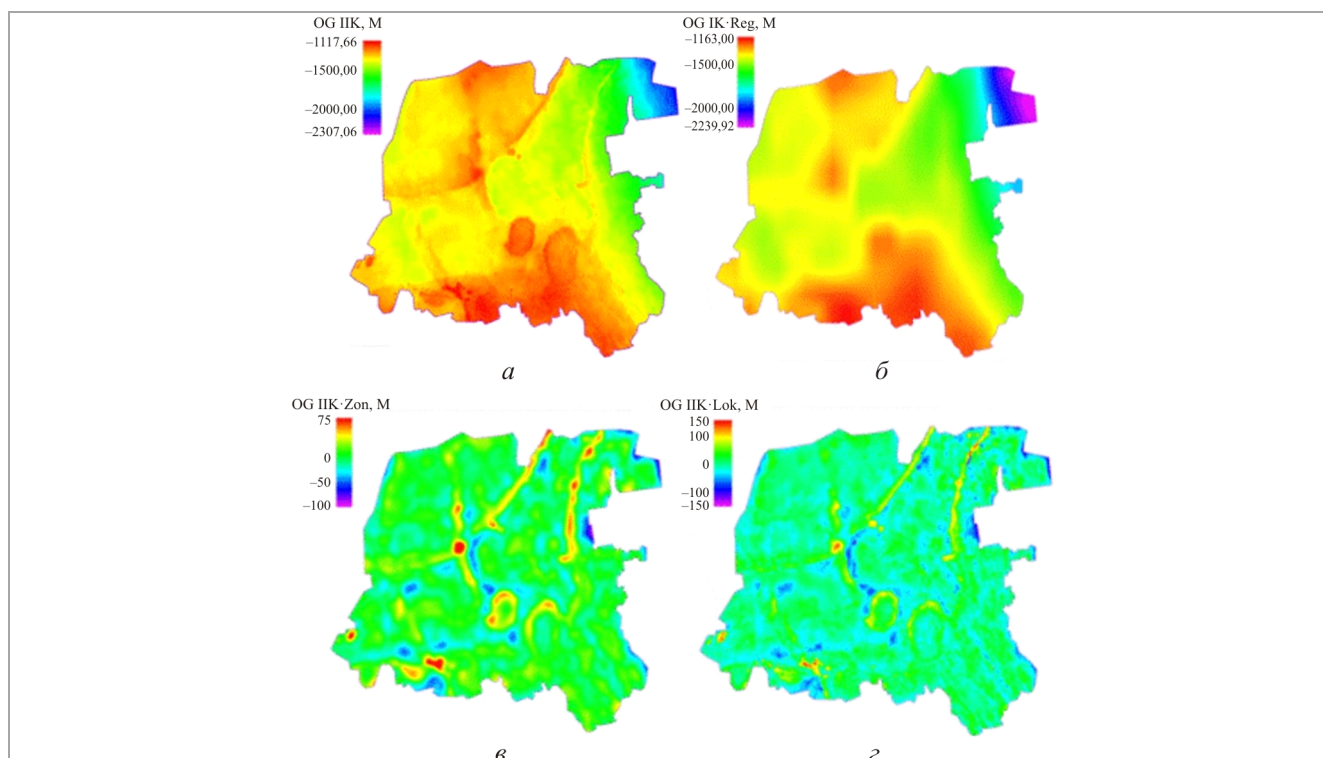 OG IIK, M
–1117,66
–1500,00
–2000,00
–2307,06
OG IK·Reg, M
–1163,00
–1500,00
–2000,00
–2239,92
а
б
OG IIK·Zon, M
75
0
–50
–100
OG IIK·Lok, M
150
100
0
–100
–150
в
г